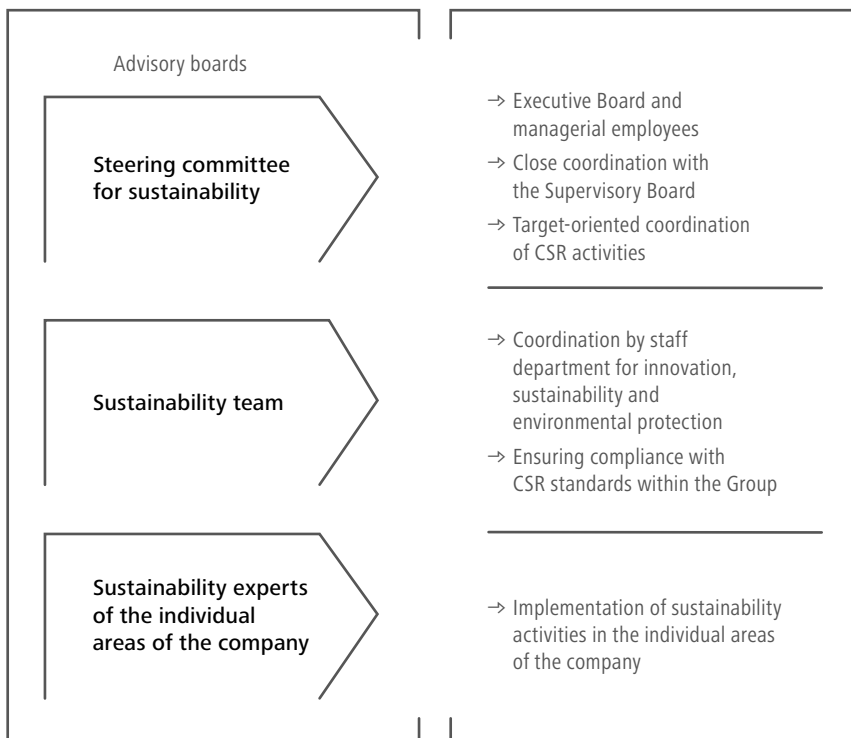 Advisory boards
Steering committee
for sustainability
→ Executive Board and
managerial employees
→ Close coordination with
the Supervisory Board
→ Target-oriented coordination
of CSR activities
Sustainability team
→ Coordination by staff
department for innovation,
sustainability and
environmental protection
→ Ensuring compliance with
CSR standards within the Group
Sustainability experts
of the individual
areas of the company
→ Implementation of sustainability
activities in the individual areas
of the company